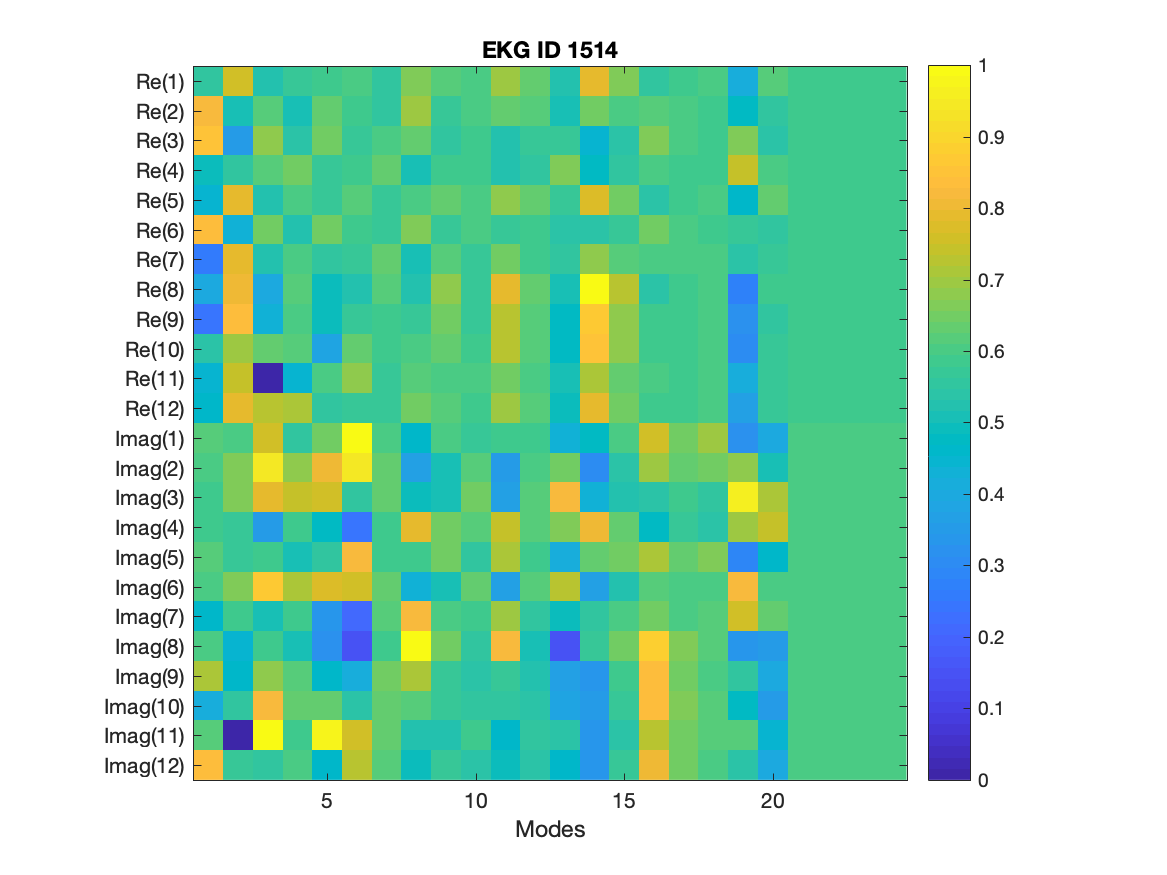 EKG ID 1514
Re(1)
Re(2)
Re(3)
Re(4)
Re(5)
Re(6)
Re(7)
Re(8)
Re(9)
Re(10)
Re(11)
Re(12)
Imag(1)
Imag(2)
Imag(3)
Imag(4)
Imag(5)
Imag(6)
Imag(7)
Imag(8)
Imag(9)
Imag(10)
Imag(11)
Imag(12)
5 10 15 20
Modes
1
0.9
0.8
0.7
0.6
0.5
0.4
0.3
0.2
0.1
0